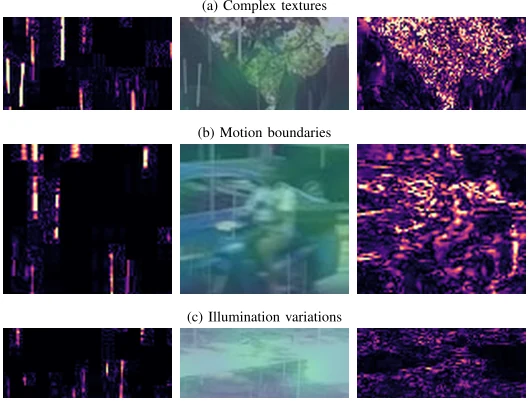 (a) Complex textures
(b) Motion boundaries
(c) Illumination variations